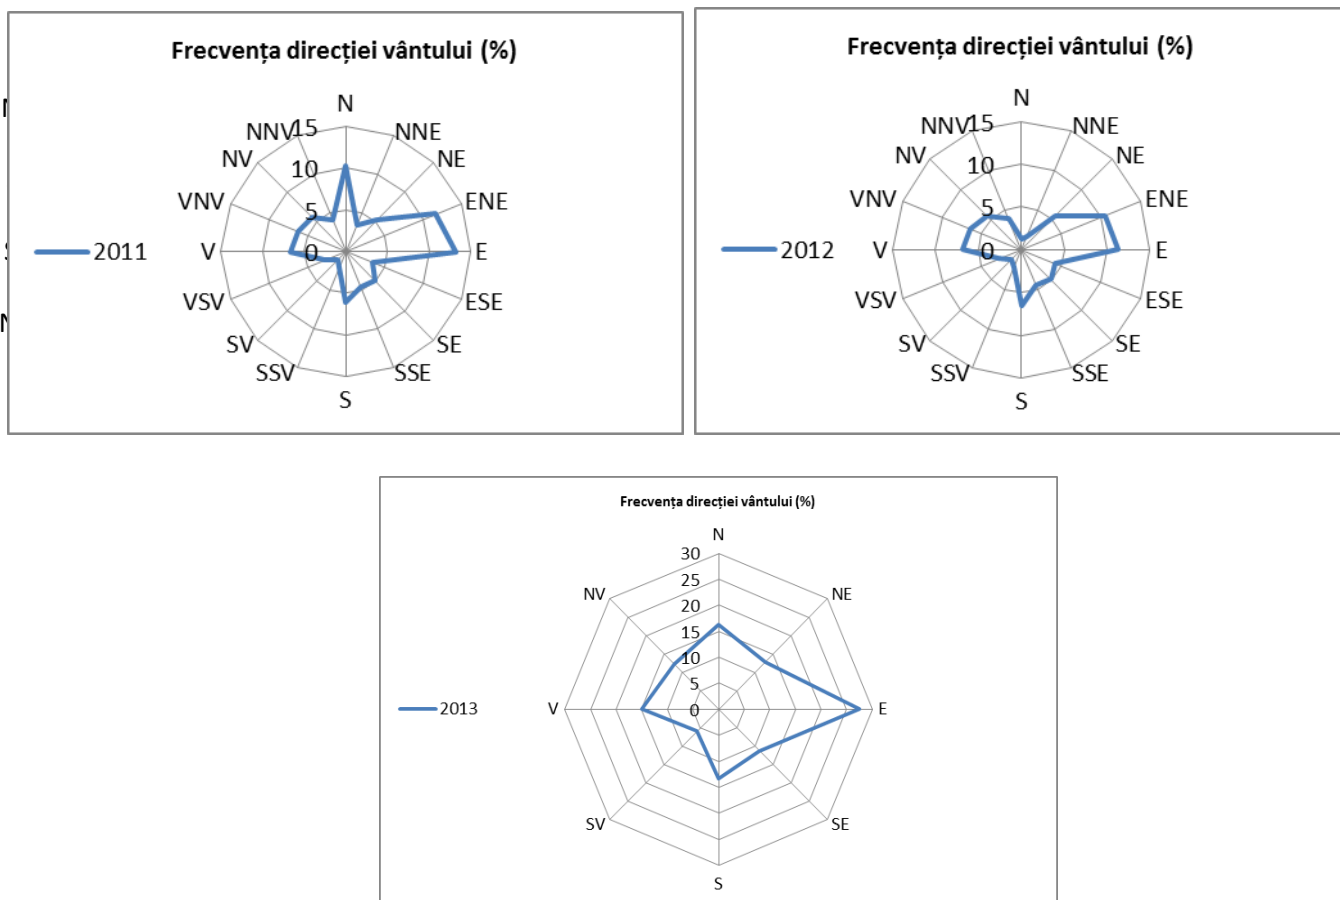 Frecvența direcției vântului (%)
N
NNE
NE
ENE
E
ESE
SE
SSE
S
SSV
SV
VSV
V
VNV
NV
NNV
15
10
5
0
2011
Frecvența direcției vântului (%)
N
NNE
NE
ENE
E
ESE
SE
SSE
S
SSV
SV
VSV
V
VNV
NV
NNV
15
10
5
0
2012
Frecvența direcției vântului (%)
N
NE
E
SE
S
SV
V
NV
30
25
20
15
10
5
0
2013